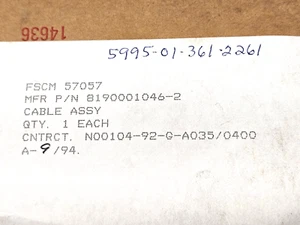 14636
5995-01-361-2261
FSCM 57057
MFR P/N 8190001046-2
CABLE ASSY
QTY. 1 EACH
CNTRCT. N00104-92-G-A035/0400
A-9/94.